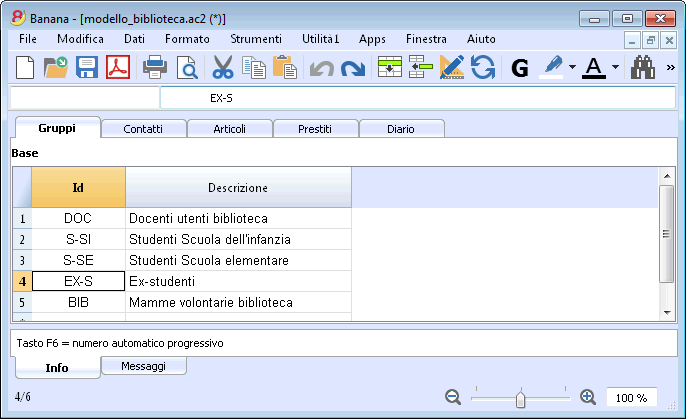 Banana - [modello_biblioteca.ac2 (*)]
File Modifica Dati Formato Strumenti Utilità1 Apps Finestra Aiuto
G A »
EX-S
Gruppi Contatti Articoli Prestiti Diario
Base
Id Descrizione
1 DOC Docenti utenti biblioteca
2 S-SI Studenti Scuola dell'infanzia
3 S-SE Studenti Scuola elementare
4 EX-S Ex-studenti
5 BIB Mamme volontarie biblioteca
Tasto F6 = numero automatico progressivo
Info Messaggi
4/6 100 %